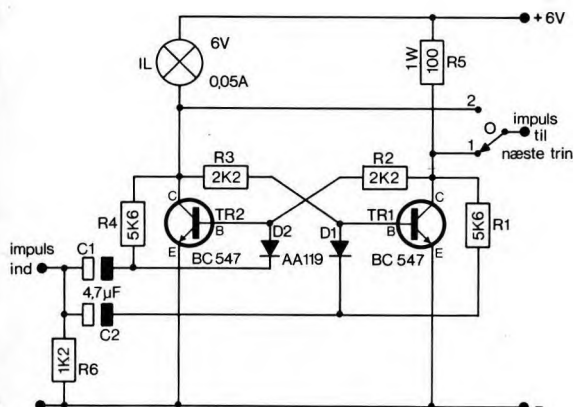 + 6V
IL
6V
0,05A
1W
100
R5
2
impuls
O
til
1
næste trin
R3
2K2
R2
2K2
C
C
R4
5K6
TR2
B
D2
D1
TR1
B
5K6
R1
impuls
ind
C1
E
BC 547
AA119
BC 547
E
4,7µF
C2
1K2
R6
–